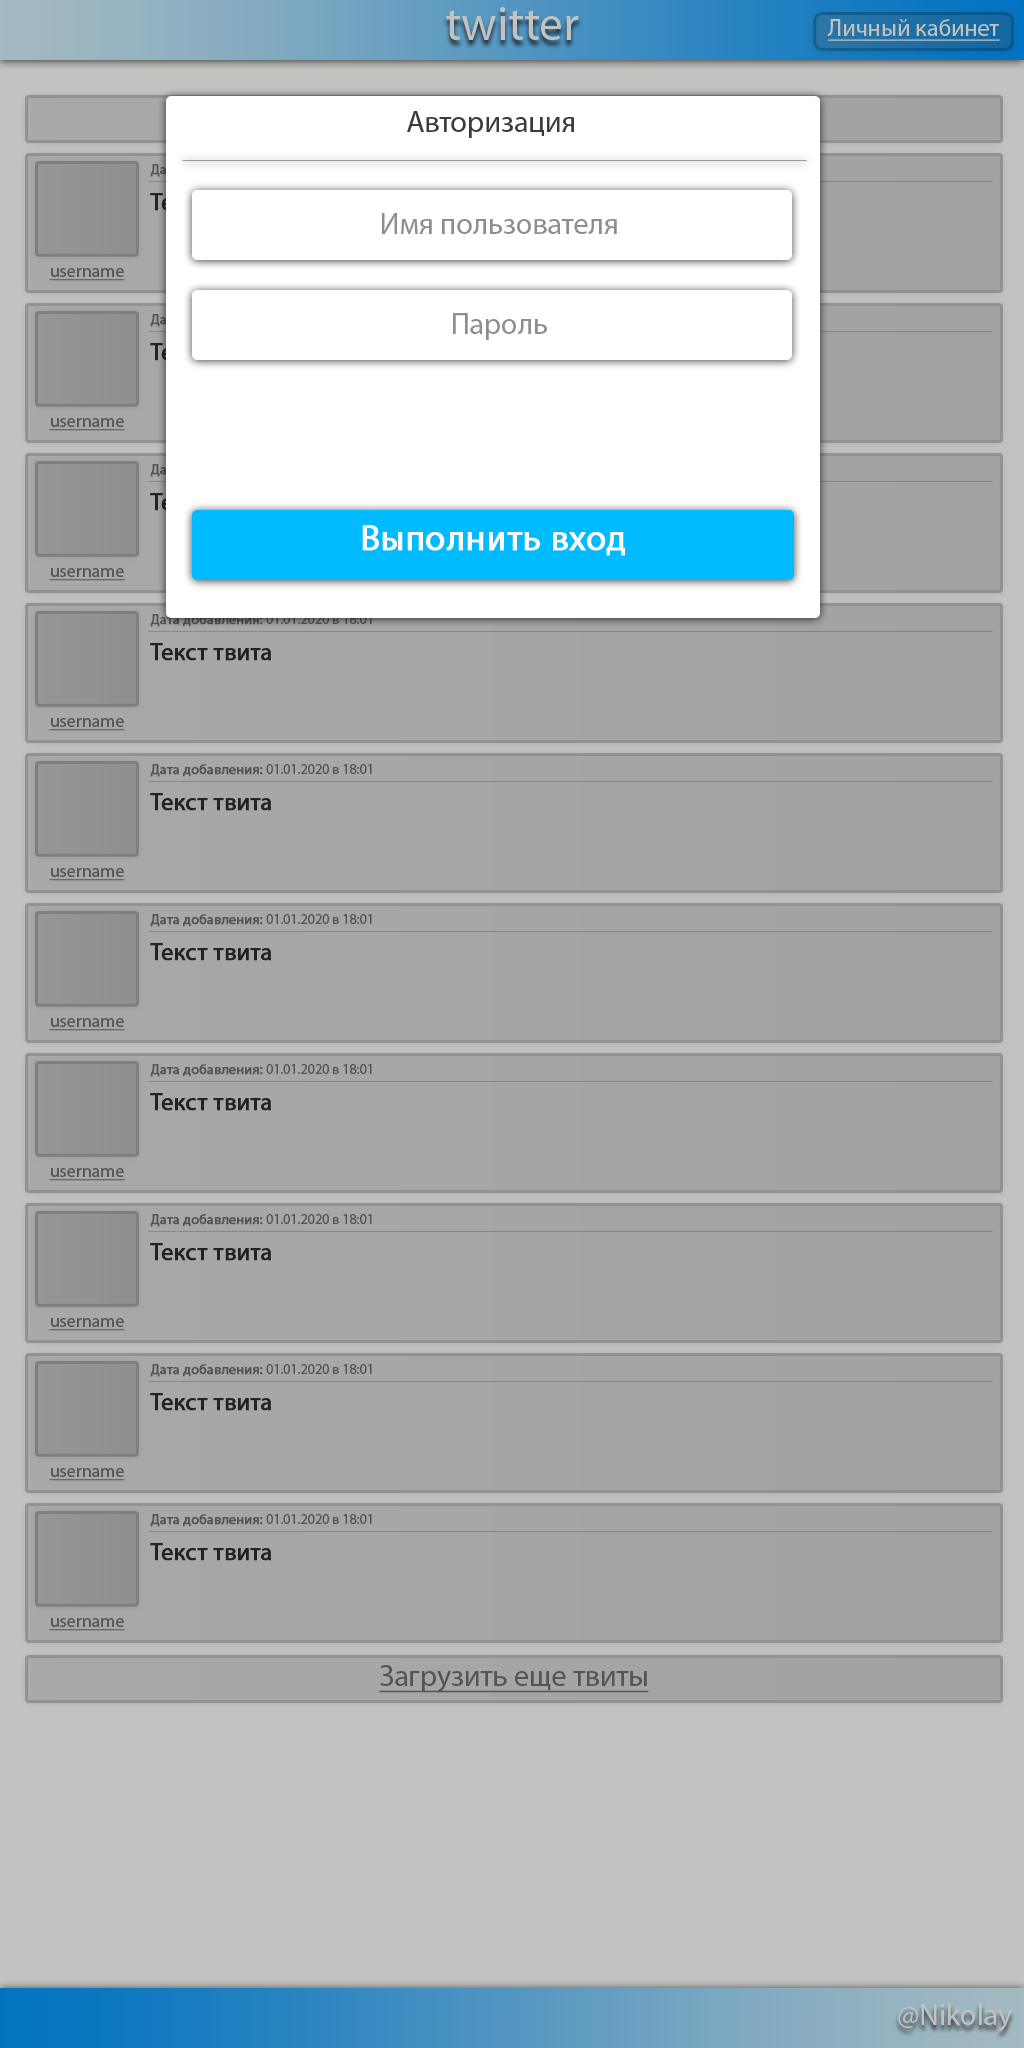 twitter
Личный кабинет
Авторизация
Имя пользователя
Пароль
Выполнить вход
username
username
username
Дата добавления: 01.01.2020 в 18:01
Текст твита
username
Дата добавления: 01.01.2020 в 18:01
Текст твита
username
Дата добавления: 01.01.2020 в 18:01
Текст твита
username
Дата добавления: 01.01.2020 в 18:01
Текст твита
username
Дата добавления: 01.01.2020 в 18:01
Текст твита
username
Дата добавления: 01.01.2020 в 18:01
Текст твита
username
Дата добавления: 01.01.2020 в 18:01
Текст твита
username
Загрузить еще твиты
@Nikolay